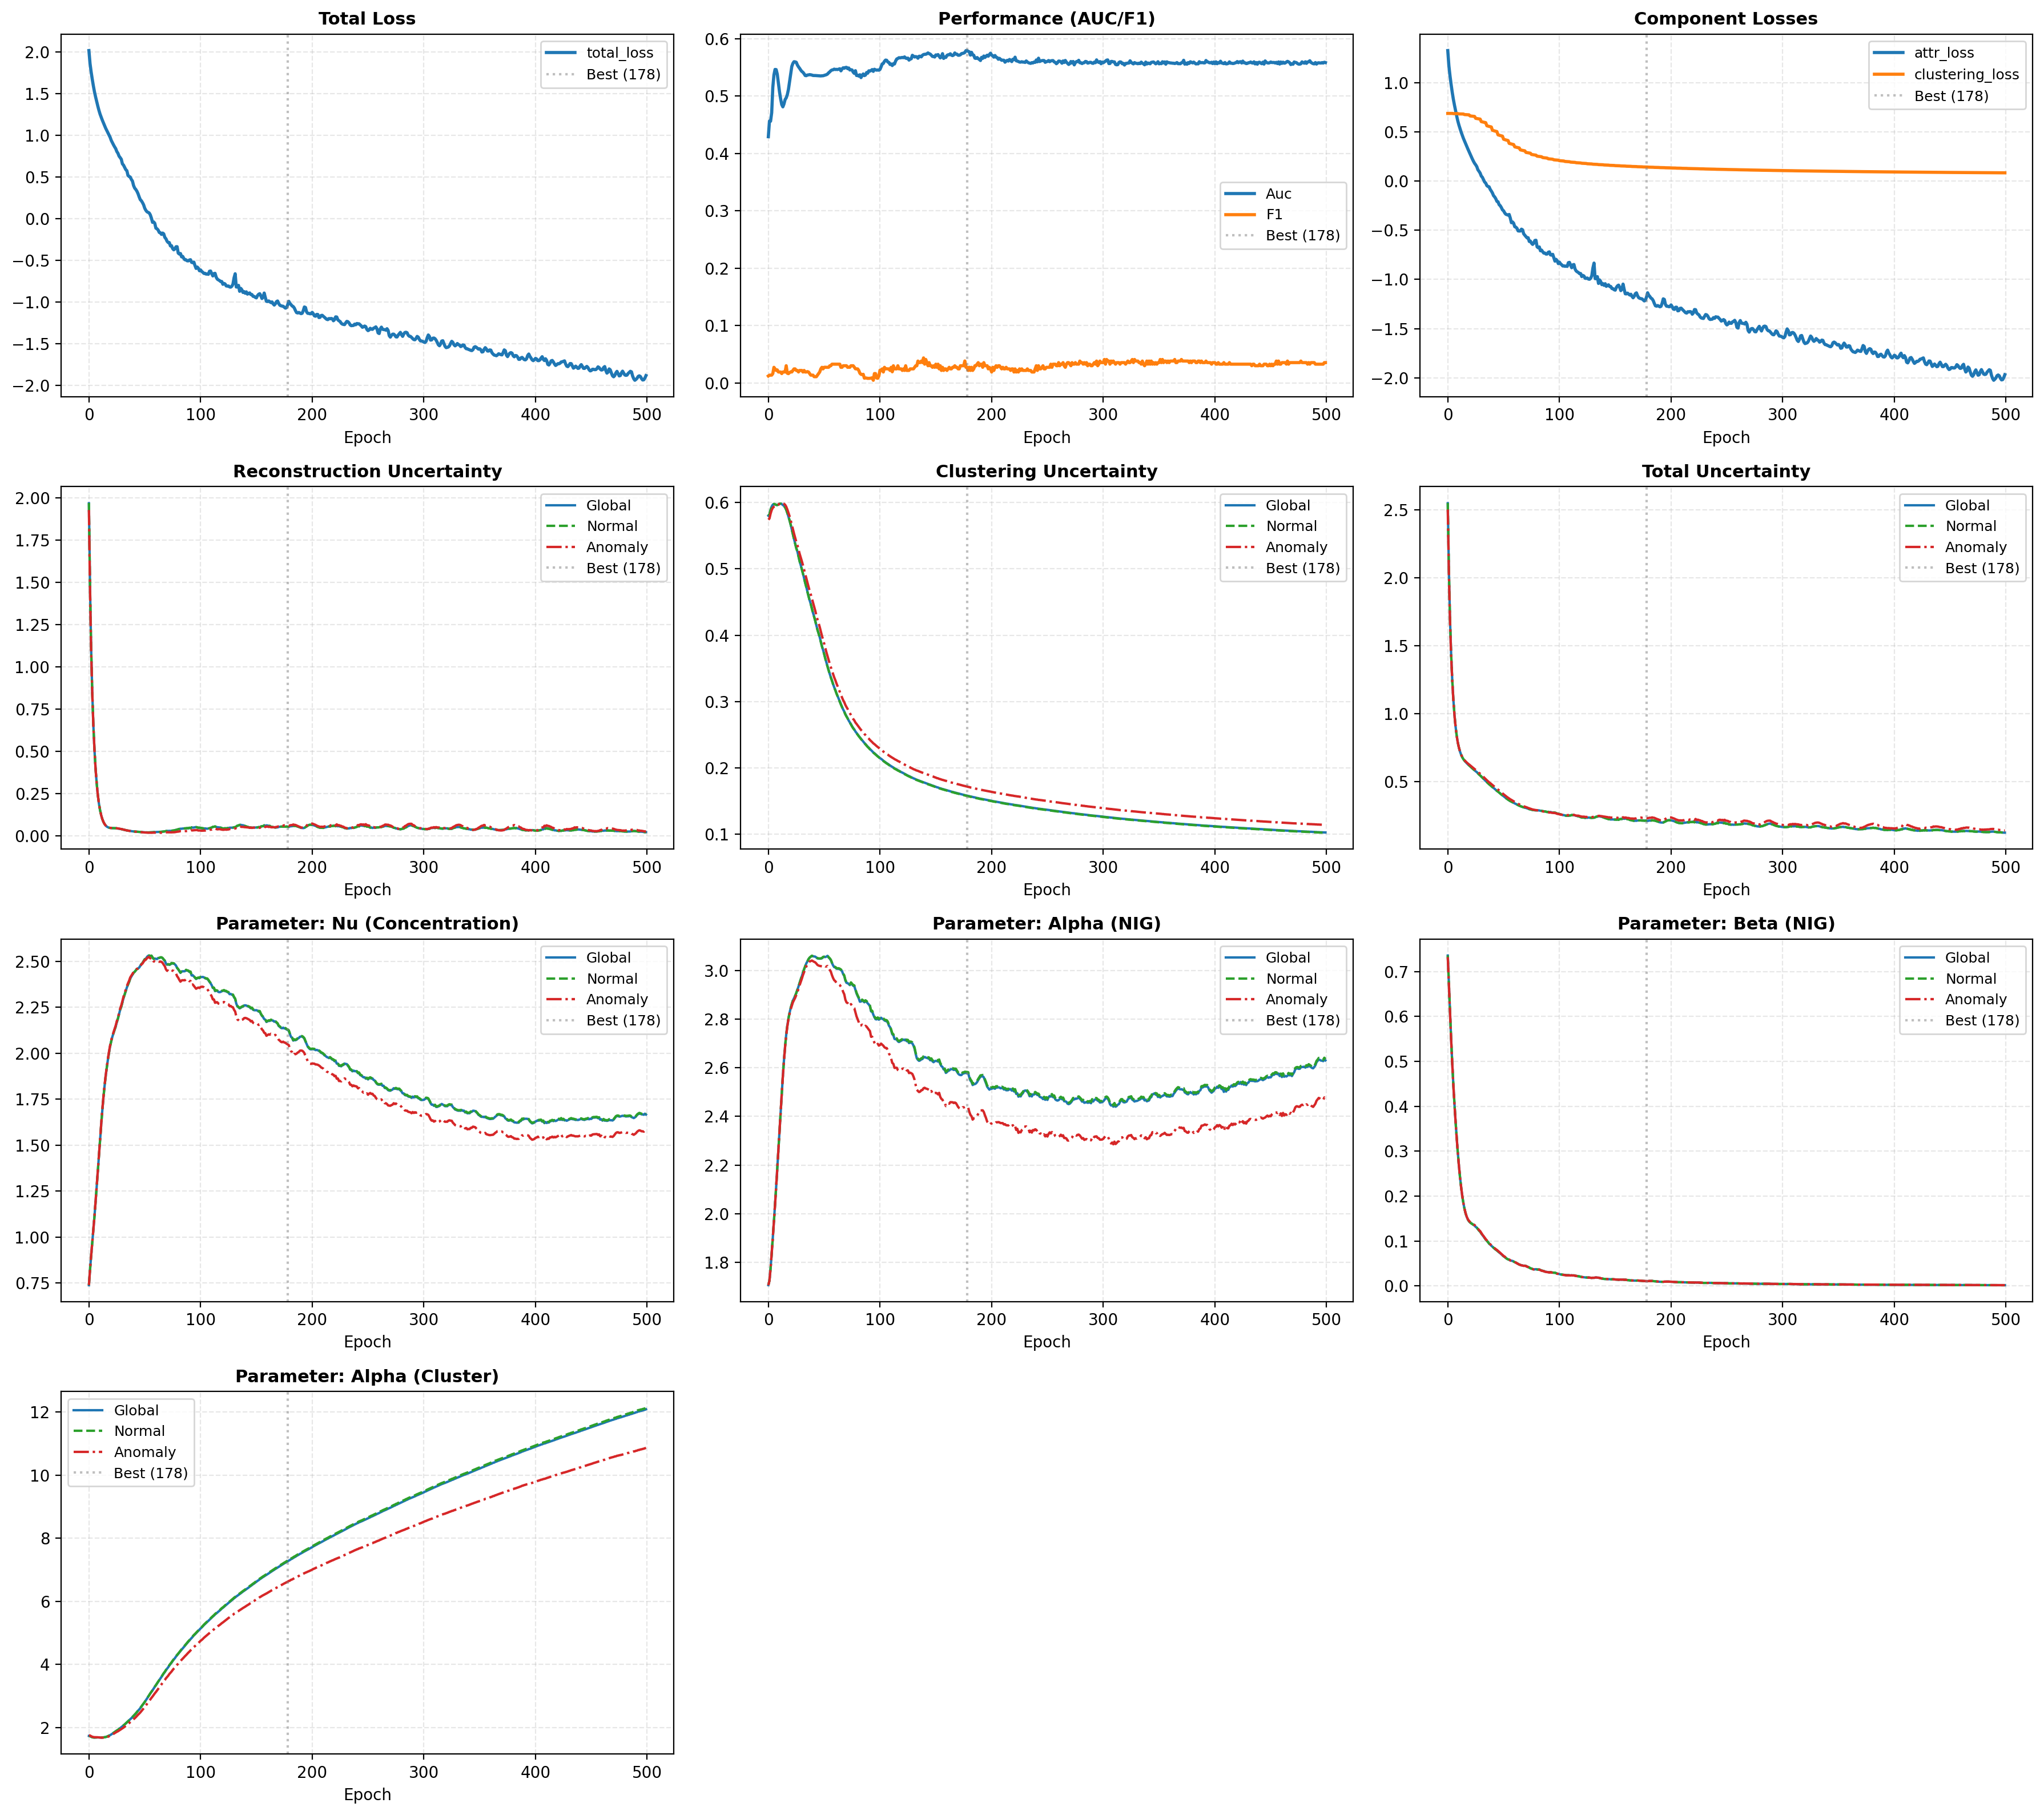 Total Loss
2.0
1.5
1.0
0.5
0.0
−0.5
−1.0
−1.5
−2.0
total_loss
Best (178)
0 100 200 300 400 500
Epoch
Performance (AUC/F1)
0.6
0.5
0.4
0.3
0.2
0.1
0.0
Auc
F1
Best (178)
0 100 200 300 400 500
Epoch
Component Losses
1.0
0.5
0.0
−0.5
−1.0
−1.5
−2.0
attr_loss
clustering_loss
Best (178)
0 100 200 300 400 500
Epoch
Reconstruction Uncertainty
2.00
1.75
1.50
1.25
1.00
0.75
0.50
0.25
0.00
Global
Normal
Anomaly
Best (178)
0 100 200 300 400 500
Epoch
Clustering Uncertainty
0.6
0.5
0.4
0.3
0.2
0.1
Global
Normal
Anomaly
Best (178)
0 100 200 300 400 500
Epoch
Total Uncertainty
2.5
2.0
1.5
1.0
0.5
Global
Normal
Anomaly
Best (178)
0 100 200 300 400 500
Epoch
Parameter: Nu (Concentration)
2.50
2.25
2.00
1.75
1.50
1.25
1.00
0.75
Global
Normal
Anomaly
Best (178)
0 100 200 300 400 500
Epoch
Parameter: Alpha (NIG)
3.0
2.8
2.6
2.4
2.2
2.0
1.8
Global
Normal
Anomaly
Best (178)
0 100 200 300 400 500
Epoch
Parameter: Beta (NIG)
0.7
0.6
0.5
0.4
0.3
0.2
0.1
0.0
Global
Normal
Anomaly
Best (178)
0 100 200 300 400 500
Epoch
Parameter: Alpha (Cluster)
12
10
8
6
4
2
Global
Normal
Anomaly
Best (178)
0 100 200 300 400 500
Epoch